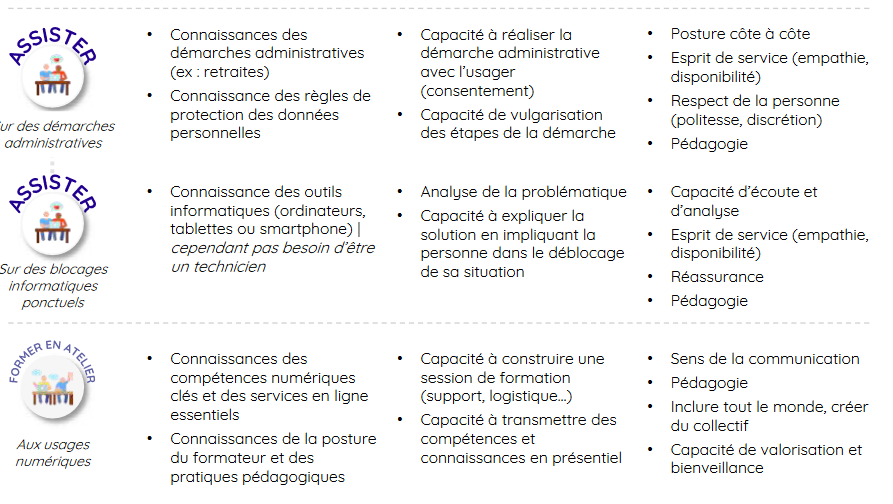 ASSISTER
Sur des démarches
administratives
• Connaissances des
démarches administratives
(ex : retraites)
• Connaissance des règles de
protection des données
personnelles
• Capacité à réaliser la
démarche administrative
avec l'usager
(consentement)
• Capacité de vulgarisation
des étapes de la démarche
• Posture côte à côte
• Esprit de service (empathie,
disponibilité)
• Respect de la personne
(politesse, discrétion)
• Pédagogie
ASSISTER
Sur des blocages
informatiques
ponctuels
• Connaissance des outils
informatiques (ordinateurs,
tablettes ou smartphone) |
cependant pas besoin d'être
un technicien
• Analyse de la problématique
• Capacité à expliquer la
solution en impliquant la
personne dans le déblocage
de sa situation
• Capacité d'écoute et
d'analyse
• Esprit de service (empathie,
disponibilité)
• Réassurance
• Pédagogie
FORMER EN ATELIER
Aux usages
numériques
• Connaissances des
compétences numériques
clés et des services en ligne
essentiels
• Connaissances de la posture
du formateur et des
pratiques pédagogiques
• Capacité à construire une
session de formation
(support, logistique...)
• Capacité à transmettre des
compétences et
connaissances en présentiel
• Sens de la communication
• Pédagogie
• Inclure tout le monde, créer
du collectif
• Capacité de valorisation et
bienveillance